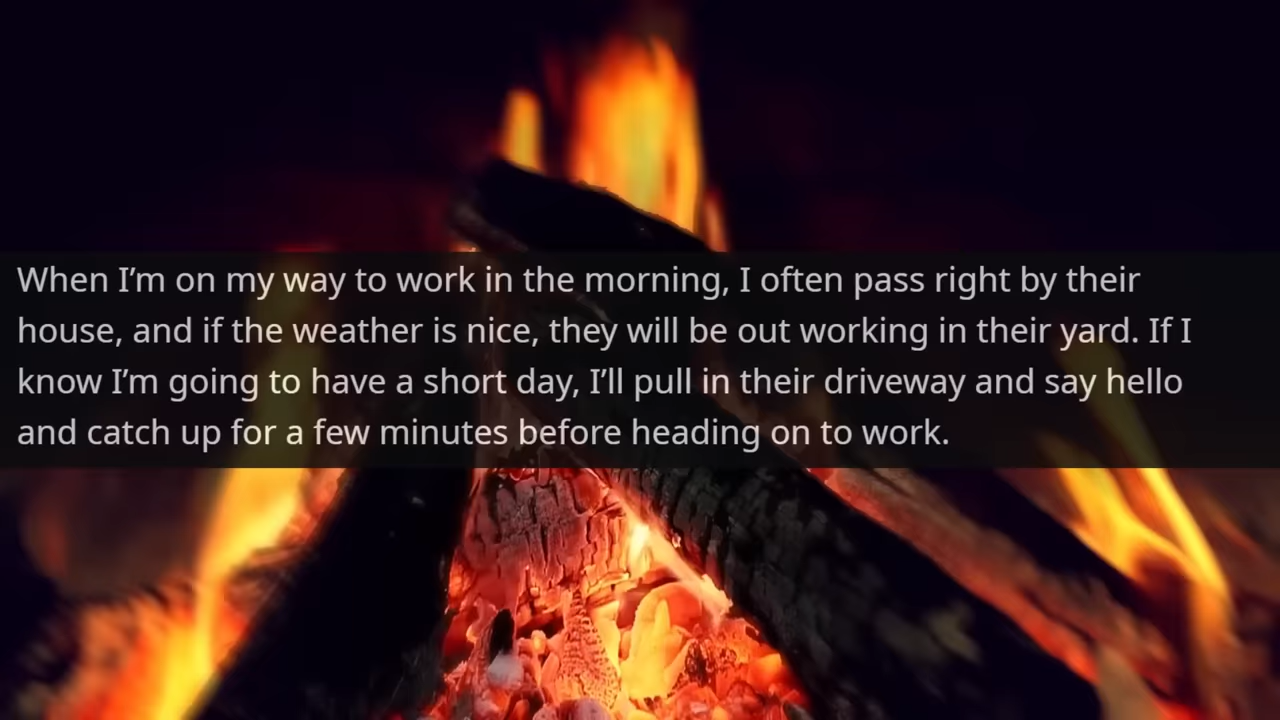 When I’m on my way to work in the morning, I often pass right by their
house, and if the weather is nice, they will be out working in their yard. If I
know I’m going to have a short day, I’ll pull in their driveway and say hello
and catch up for a few minutes before heading on to work.